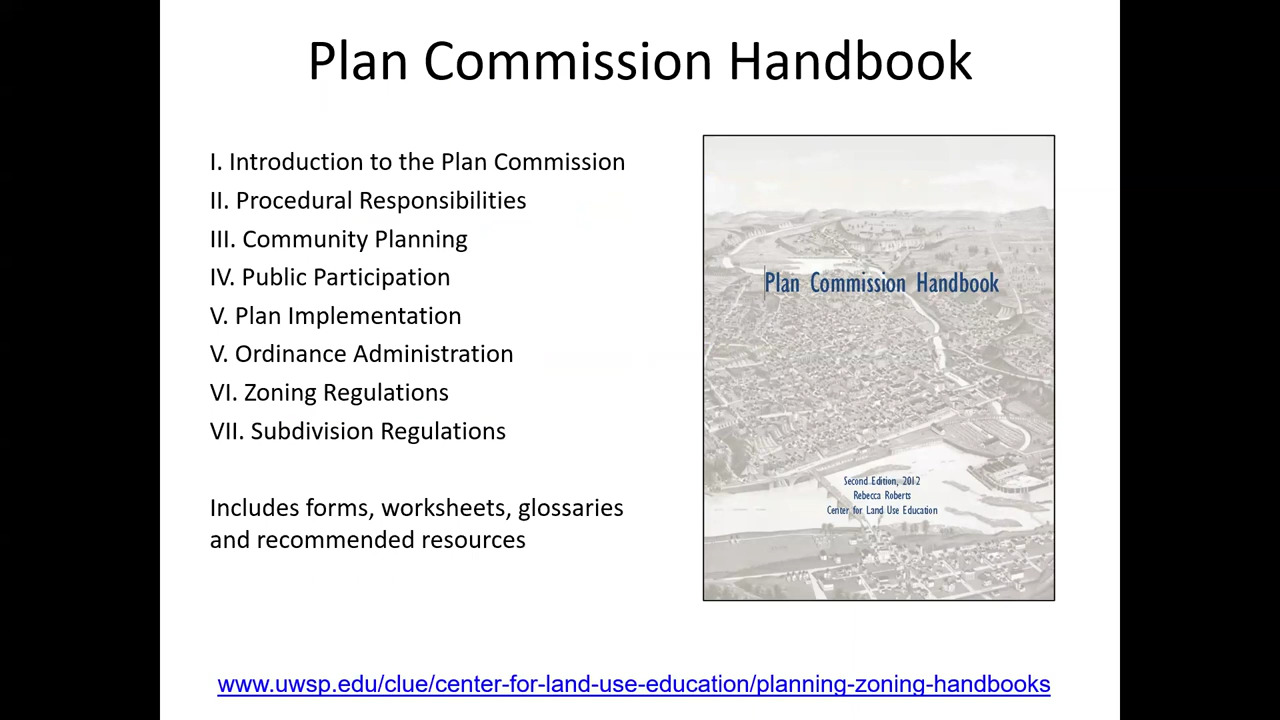 Plan Commission Handbook
I. Introduction to the Plan Commission
II. Procedural Responsibilities
III. Community Planning
IV. Public Participation
V. Plan Implementation
V. Ordinance Administration
VI. Zoning Regulations
VII. Subdivision Regulations
Includes forms, worksheets, glossaries
and recommended resources
Plan Commission Handbook
Second Edition, 2012
Rebecca Roberts
Center for Land Use Education
www.uwsp.edu/clue/center-for-land-use-education/planning-zoning-handbooks